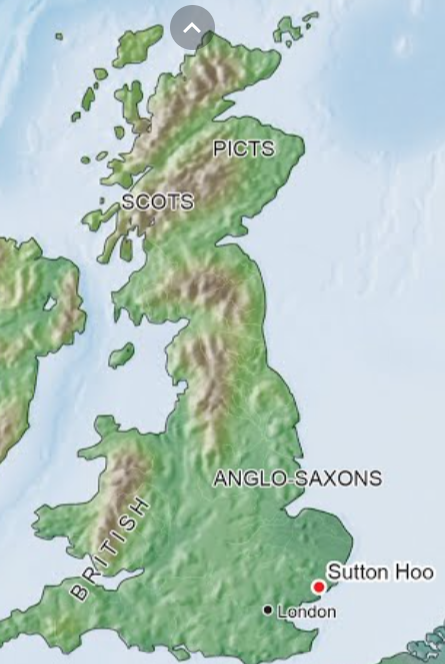 PICTS
SCOTS
ANGLO-SAXONS
BRITISH
Sutton Hoo
London